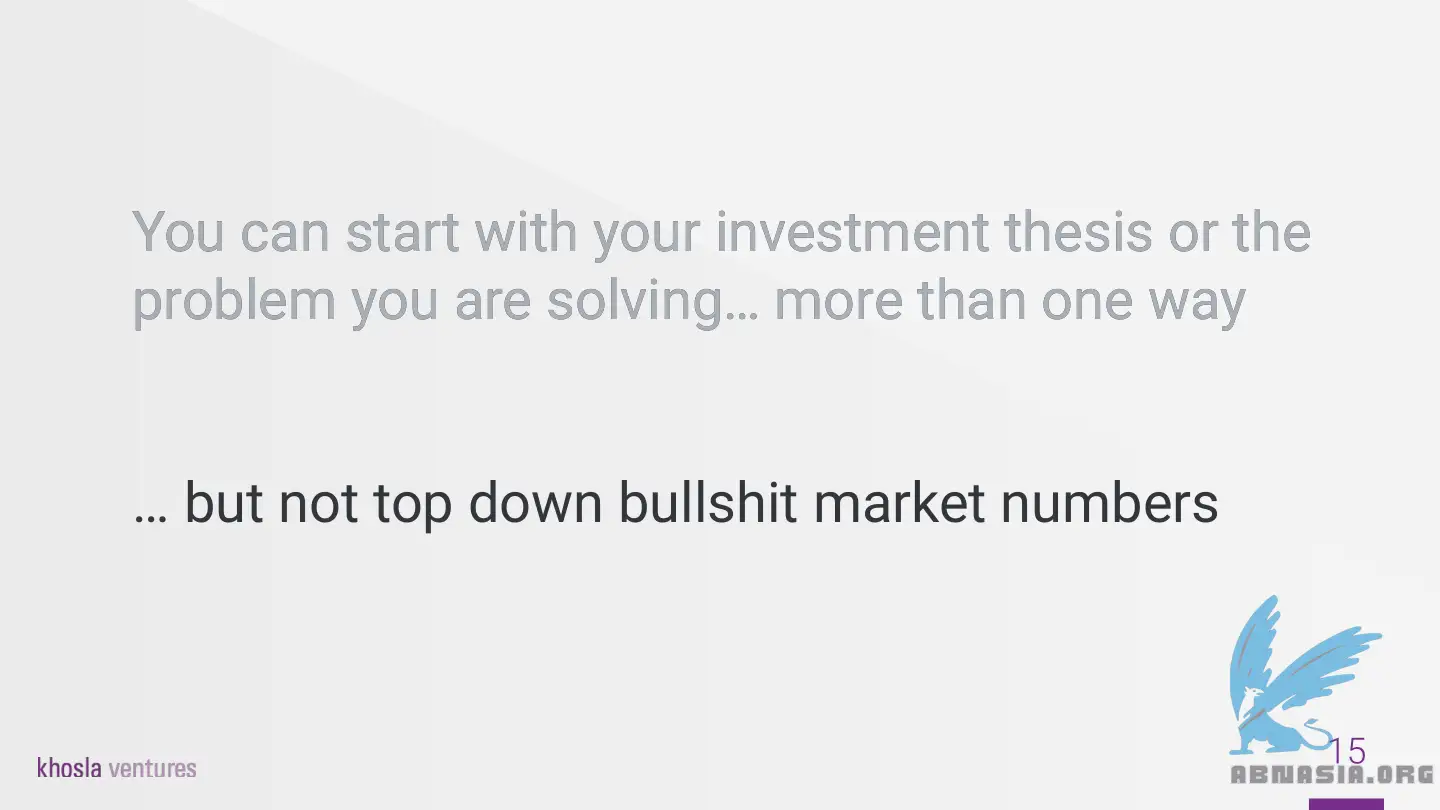 You can start with your investment thesis or the
problem you are solving… more than one way
… but not top down bullshit market numbers
khosla ventures
15
ABNASIA.ORG